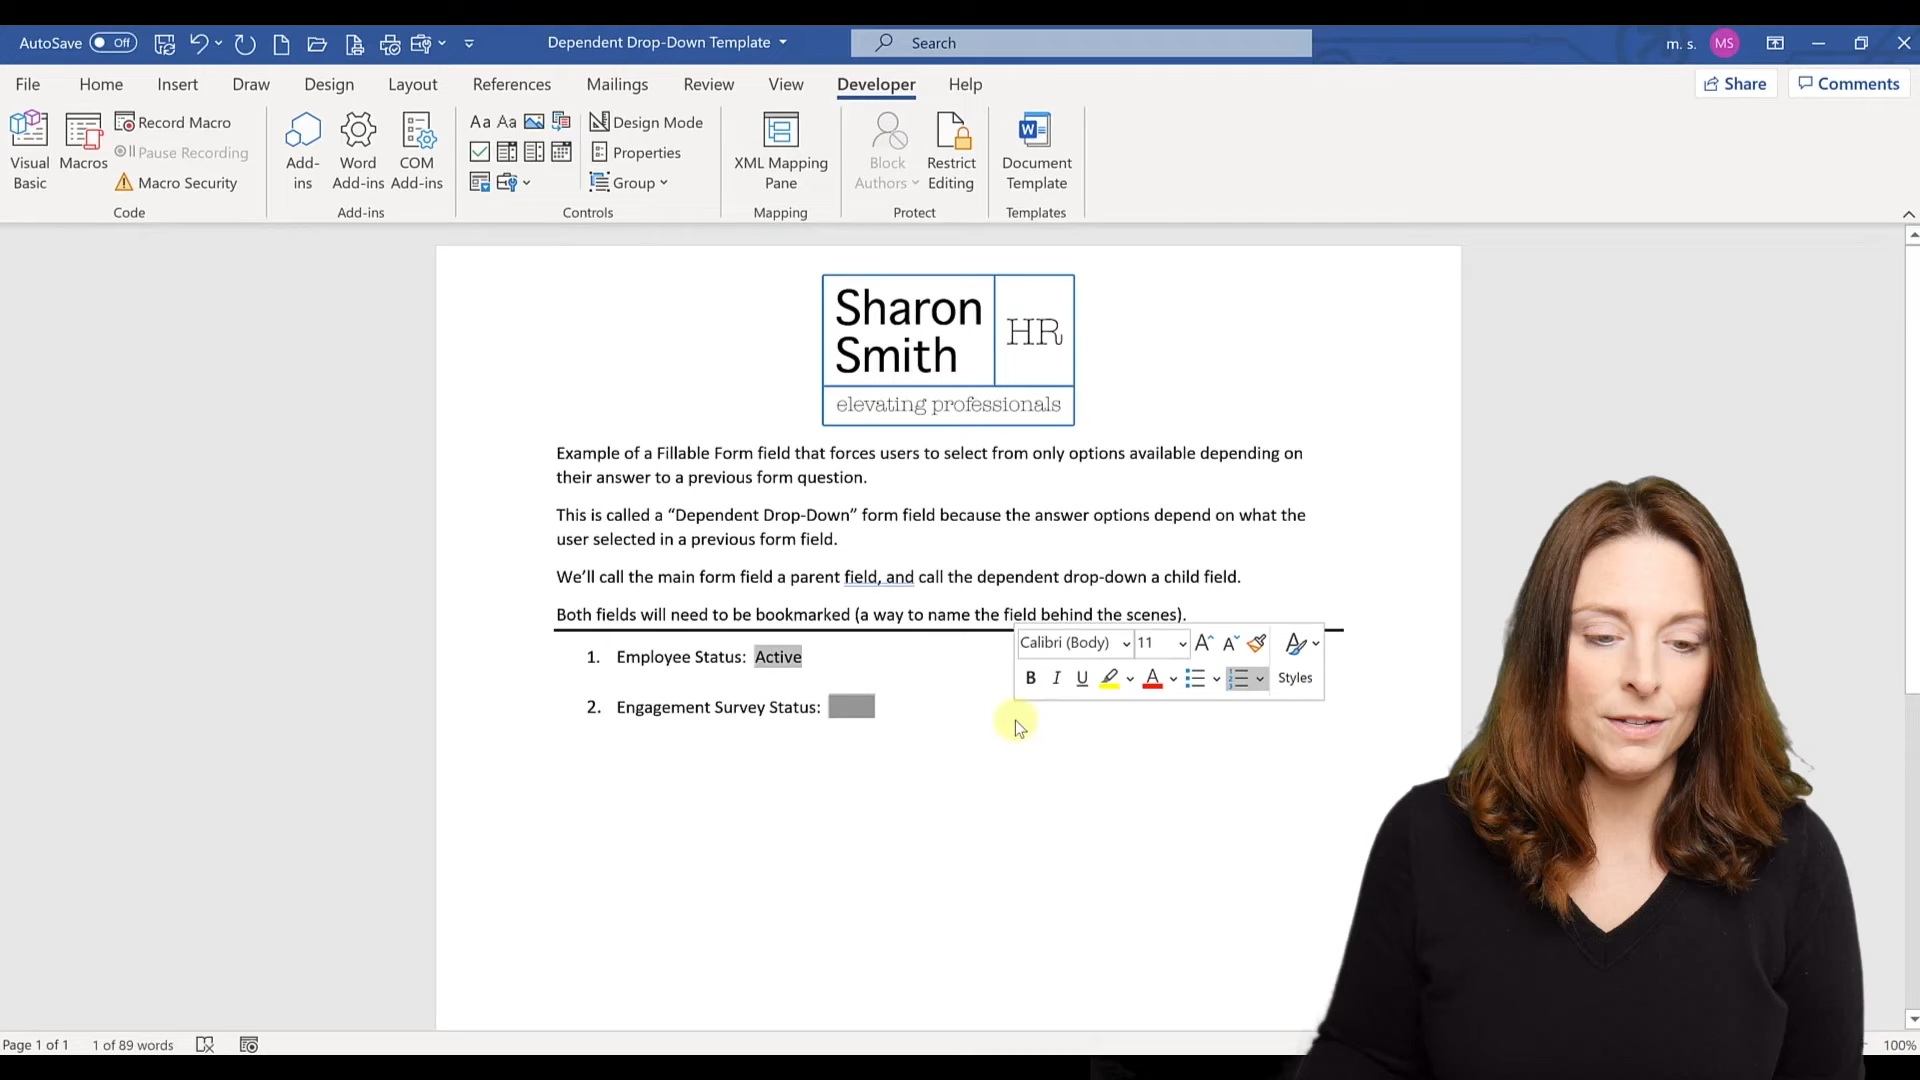 AutoSave Off Dependent Drop-Down Template Search m. s. MS
File Home Insert Draw Design Layout References Mailings Review View Developer Help Share Comments
Visual Basic
Macros
Record Macro
Pause Recording
Macro Security
Code
Add-ins
Word Add-ins
COM Add-ins
Add-ins
Aa Aa
Design Mode
Properties
Group
Controls
XML Mapping Pane
Mapping
Block Authors
Restrict Editing
Protect
Document Template
Templates
Sharon
Smith
HR
elevating professionals
Example of a Fillable Form field that forces users to select from only options available depending on
their answer to a previous form question.
This is called a “Dependent Drop-Down” form field because the answer options depend on what the
user selected in a previous form field.
We’ll call the main form field a parent field, and call the dependent drop-down a child field.
Both fields will need to be bookmarked (a way to name the field behind the scenes).
Calibri (Body) 11 A A
B I U A Styles
1. Employee Status: Active
2. Engagement Survey Status:
Page 1 of 1 1 of 89 words 100%